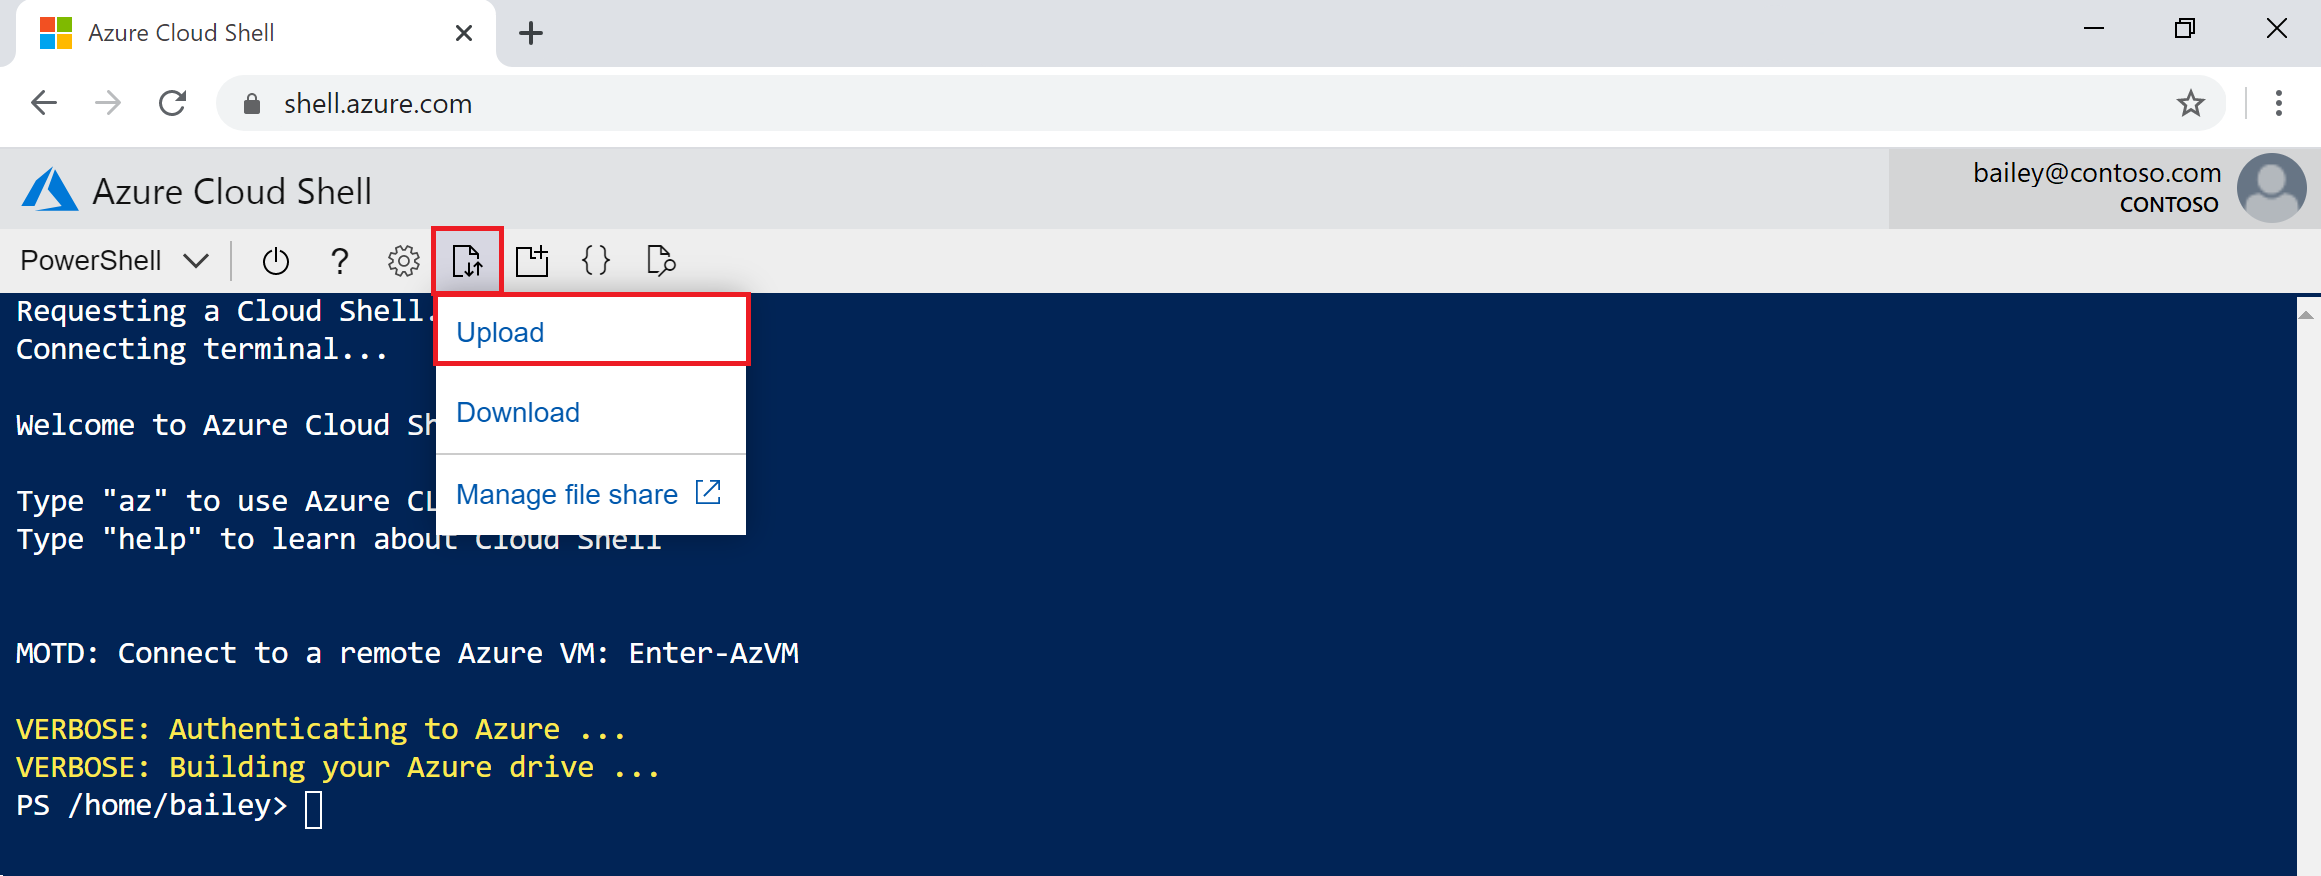 Azure Cloud Shell
shell.azure.com
Azure Cloud Shell
bailey@contoso.com
CONTOSO
PowerShell
?
{}
Requesting a Cloud Shell.
Connecting terminal...
Upload
Download
Manage file share
Welcome to Azure Cloud
Type "az" to use Azure
Type "help" to learn about Cloud Shell
MOTD: Connect to a remote Azure VM: Enter-AzVM
VERBOSE: Authenticating to Azure ...
VERBOSE: Building your Azure drive ...
PS /home/bailey>